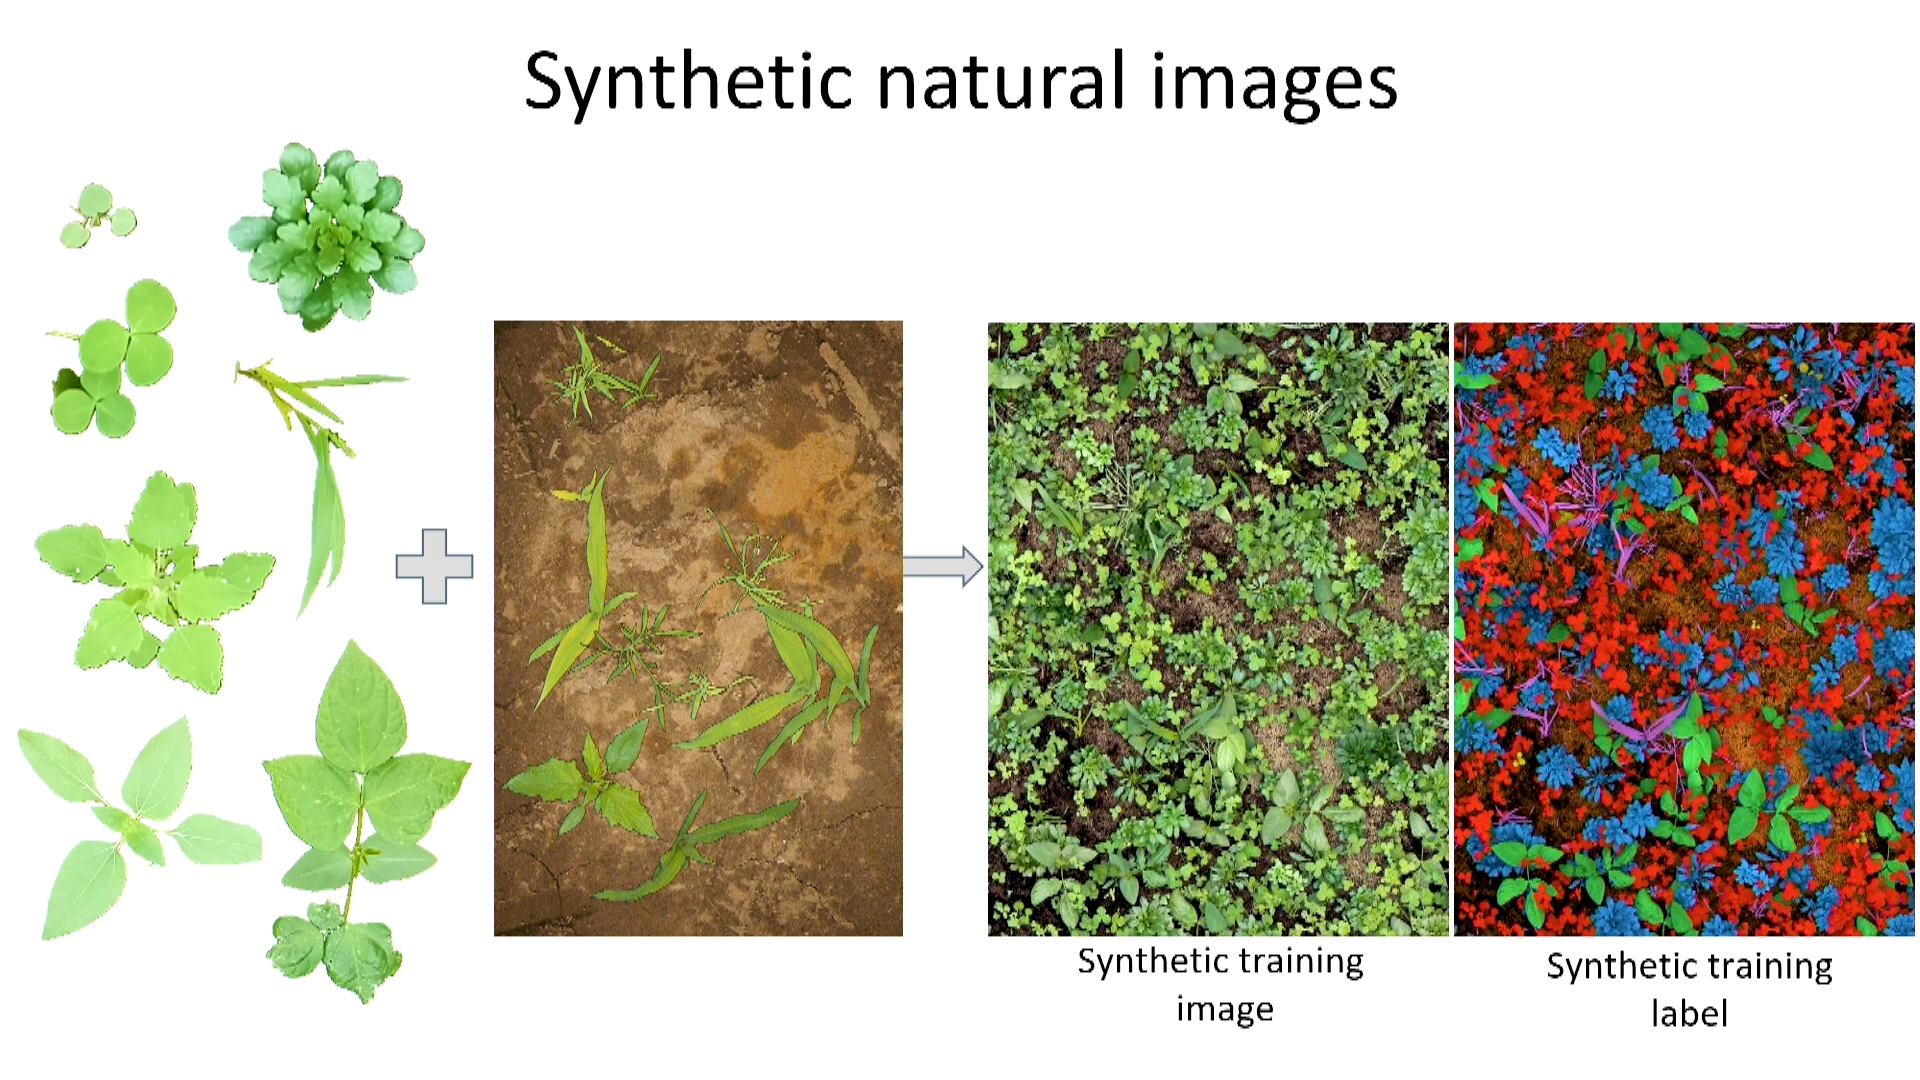 Synthetic natural images
Synthetic training
image
Synthetic training
label